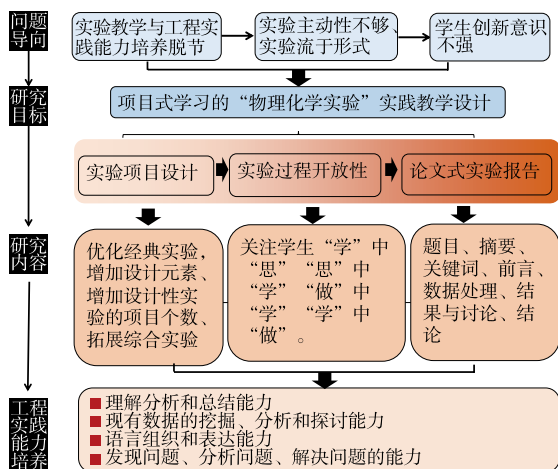 问题
导向
实验教学与工程实
践能力培养脱节
实验主动性不够、
实验流于形式
学生创新意识
不强
研究
目标
项目式学习的“物理化学实验”实践教学设计
实验项目设计
实验过程开放性
论文式实验报告
研究
内容
优化经典实验，
增加设计元素、
增加设计性实
验的项目个数、
拓展综合实验
关注学生“学”中
“思”“思”中
“学”“做”中
“学”“学”中
“做”。
题目、摘要、
关键词、前言、
数据处理、结
果与讨论、结
论
工程
实践
能力
培养
理解分析和总结能力
现有数据的挖掘、分析和探讨能力
语言组织和表达能力
发现问题、分析问题、解决问题的能力